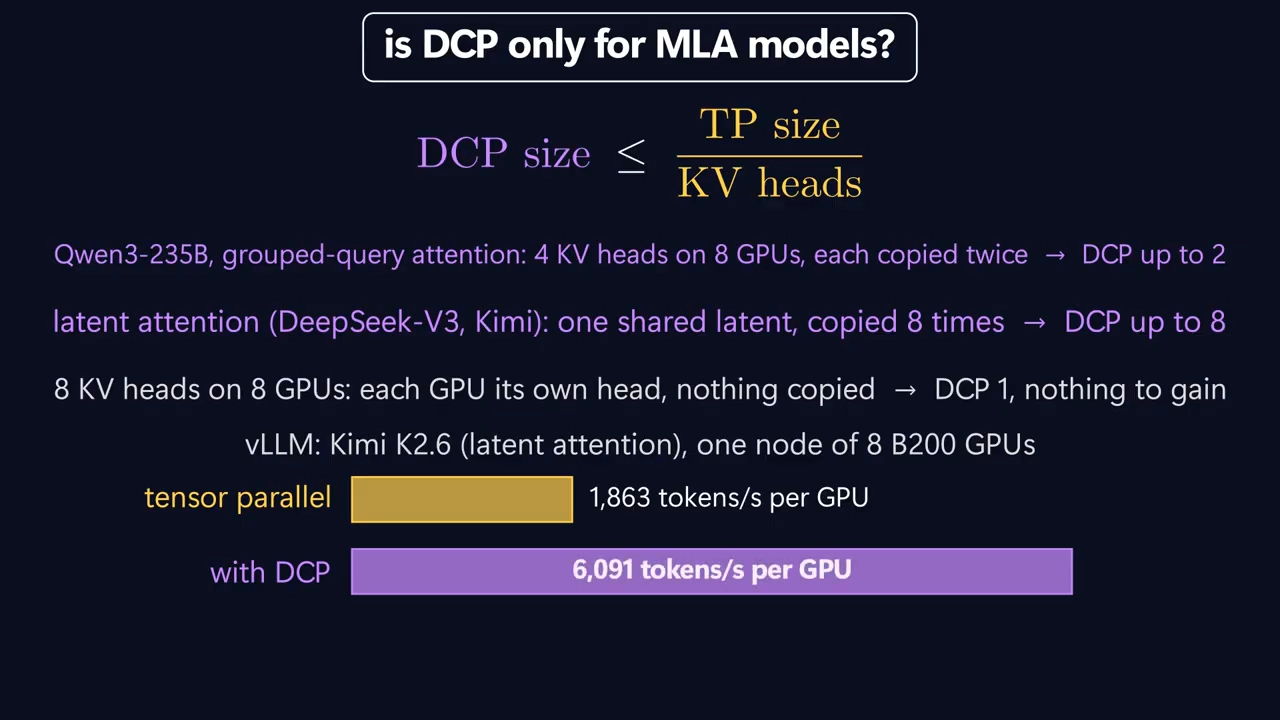 is DCP only for MLA models?
DCP size ≤ TP size / KV heads
Qwen3-235B, grouped-query attention: 4 KV heads on 8 GPUs, each copied twice → DCP up to 2
latent attention (DeepSeek-V3, Kimi): one shared latent, copied 8 times → DCP up to 8
8 KV heads on 8 GPUs: each GPU its own head, nothing copied → DCP 1, nothing to gain
vLLM: Kimi K2.6 (latent attention), one node of 8 B200 GPUs
tensor parallel 1,863 tokens/s per GPU
with DCP 6,091 tokens/s per GPU